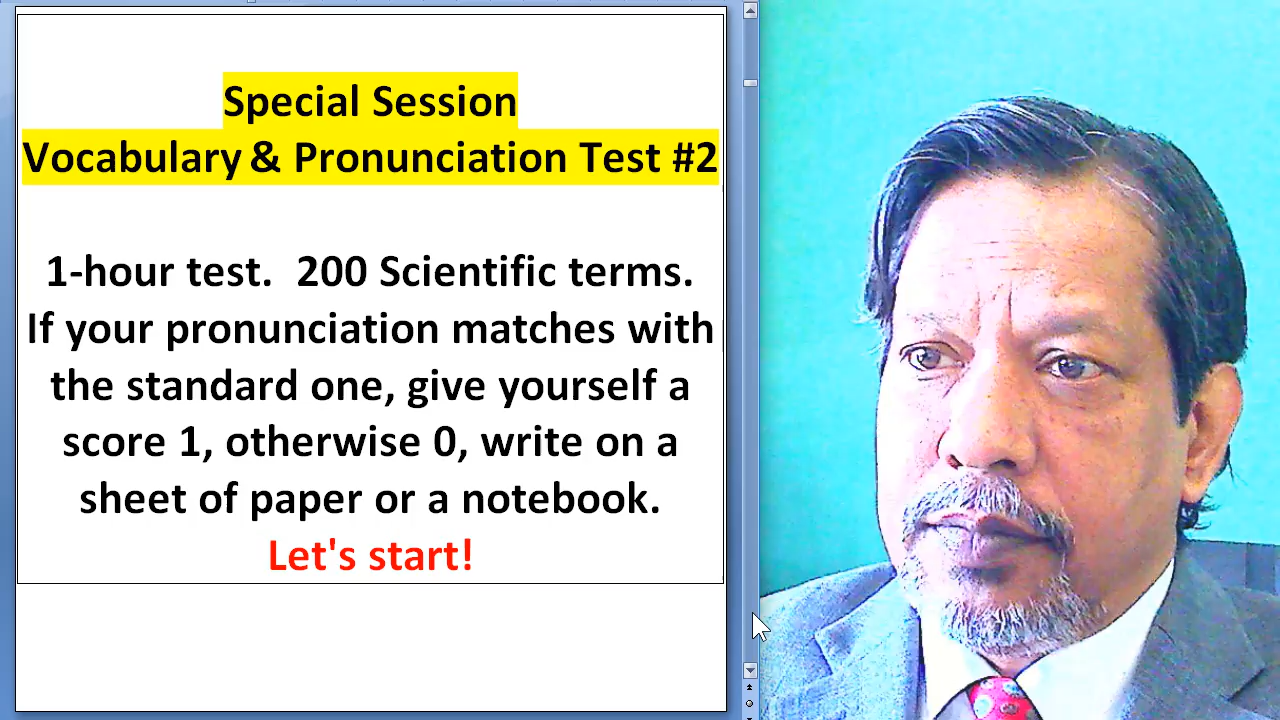 Special Session
Vocabulary & Pronunciation Test #2
1-hour test. 200 Scientific terms.
If your pronunciation matches with
the standard one, give yourself a
score 1, otherwise 0, write on a
sheet of paper or a notebook.
Let's start!